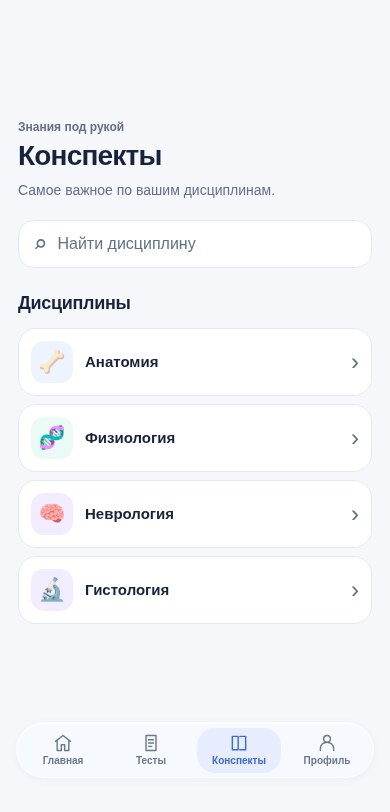 Знания под рукой
Конспекты
Самое важное по вашим дисциплинам.
Найти дисциплину
Дисциплины
Анатомия
Физиология
Неврология
Гистология
Главная
Тесты
Конспекты
Профиль